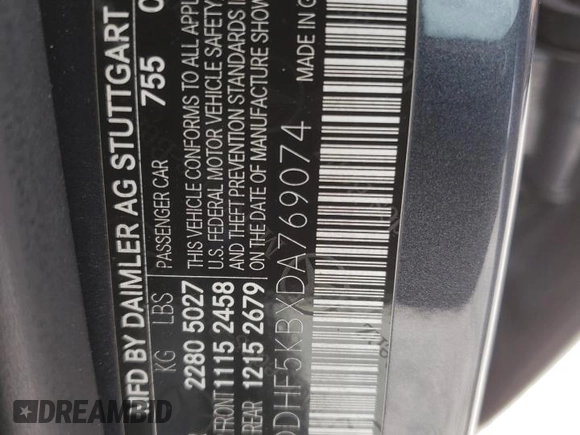 MFD BY DAIMLER AG STUTTGART
755
KG LBS PASSENGER CAR
2280 5027
FRONT 1115 2458
REAR 1215 2679
THIS VEHICLE CONFORMS TO ALL APPL
U.S. FEDERAL MOTOR VEHICLE SAFETY
AND THEFT PREVENTION STANDARDS
ON THE DATE OF MANUFACTURE SHOW
MADE IN
DDHF5KBXDA769074
DREAMBID